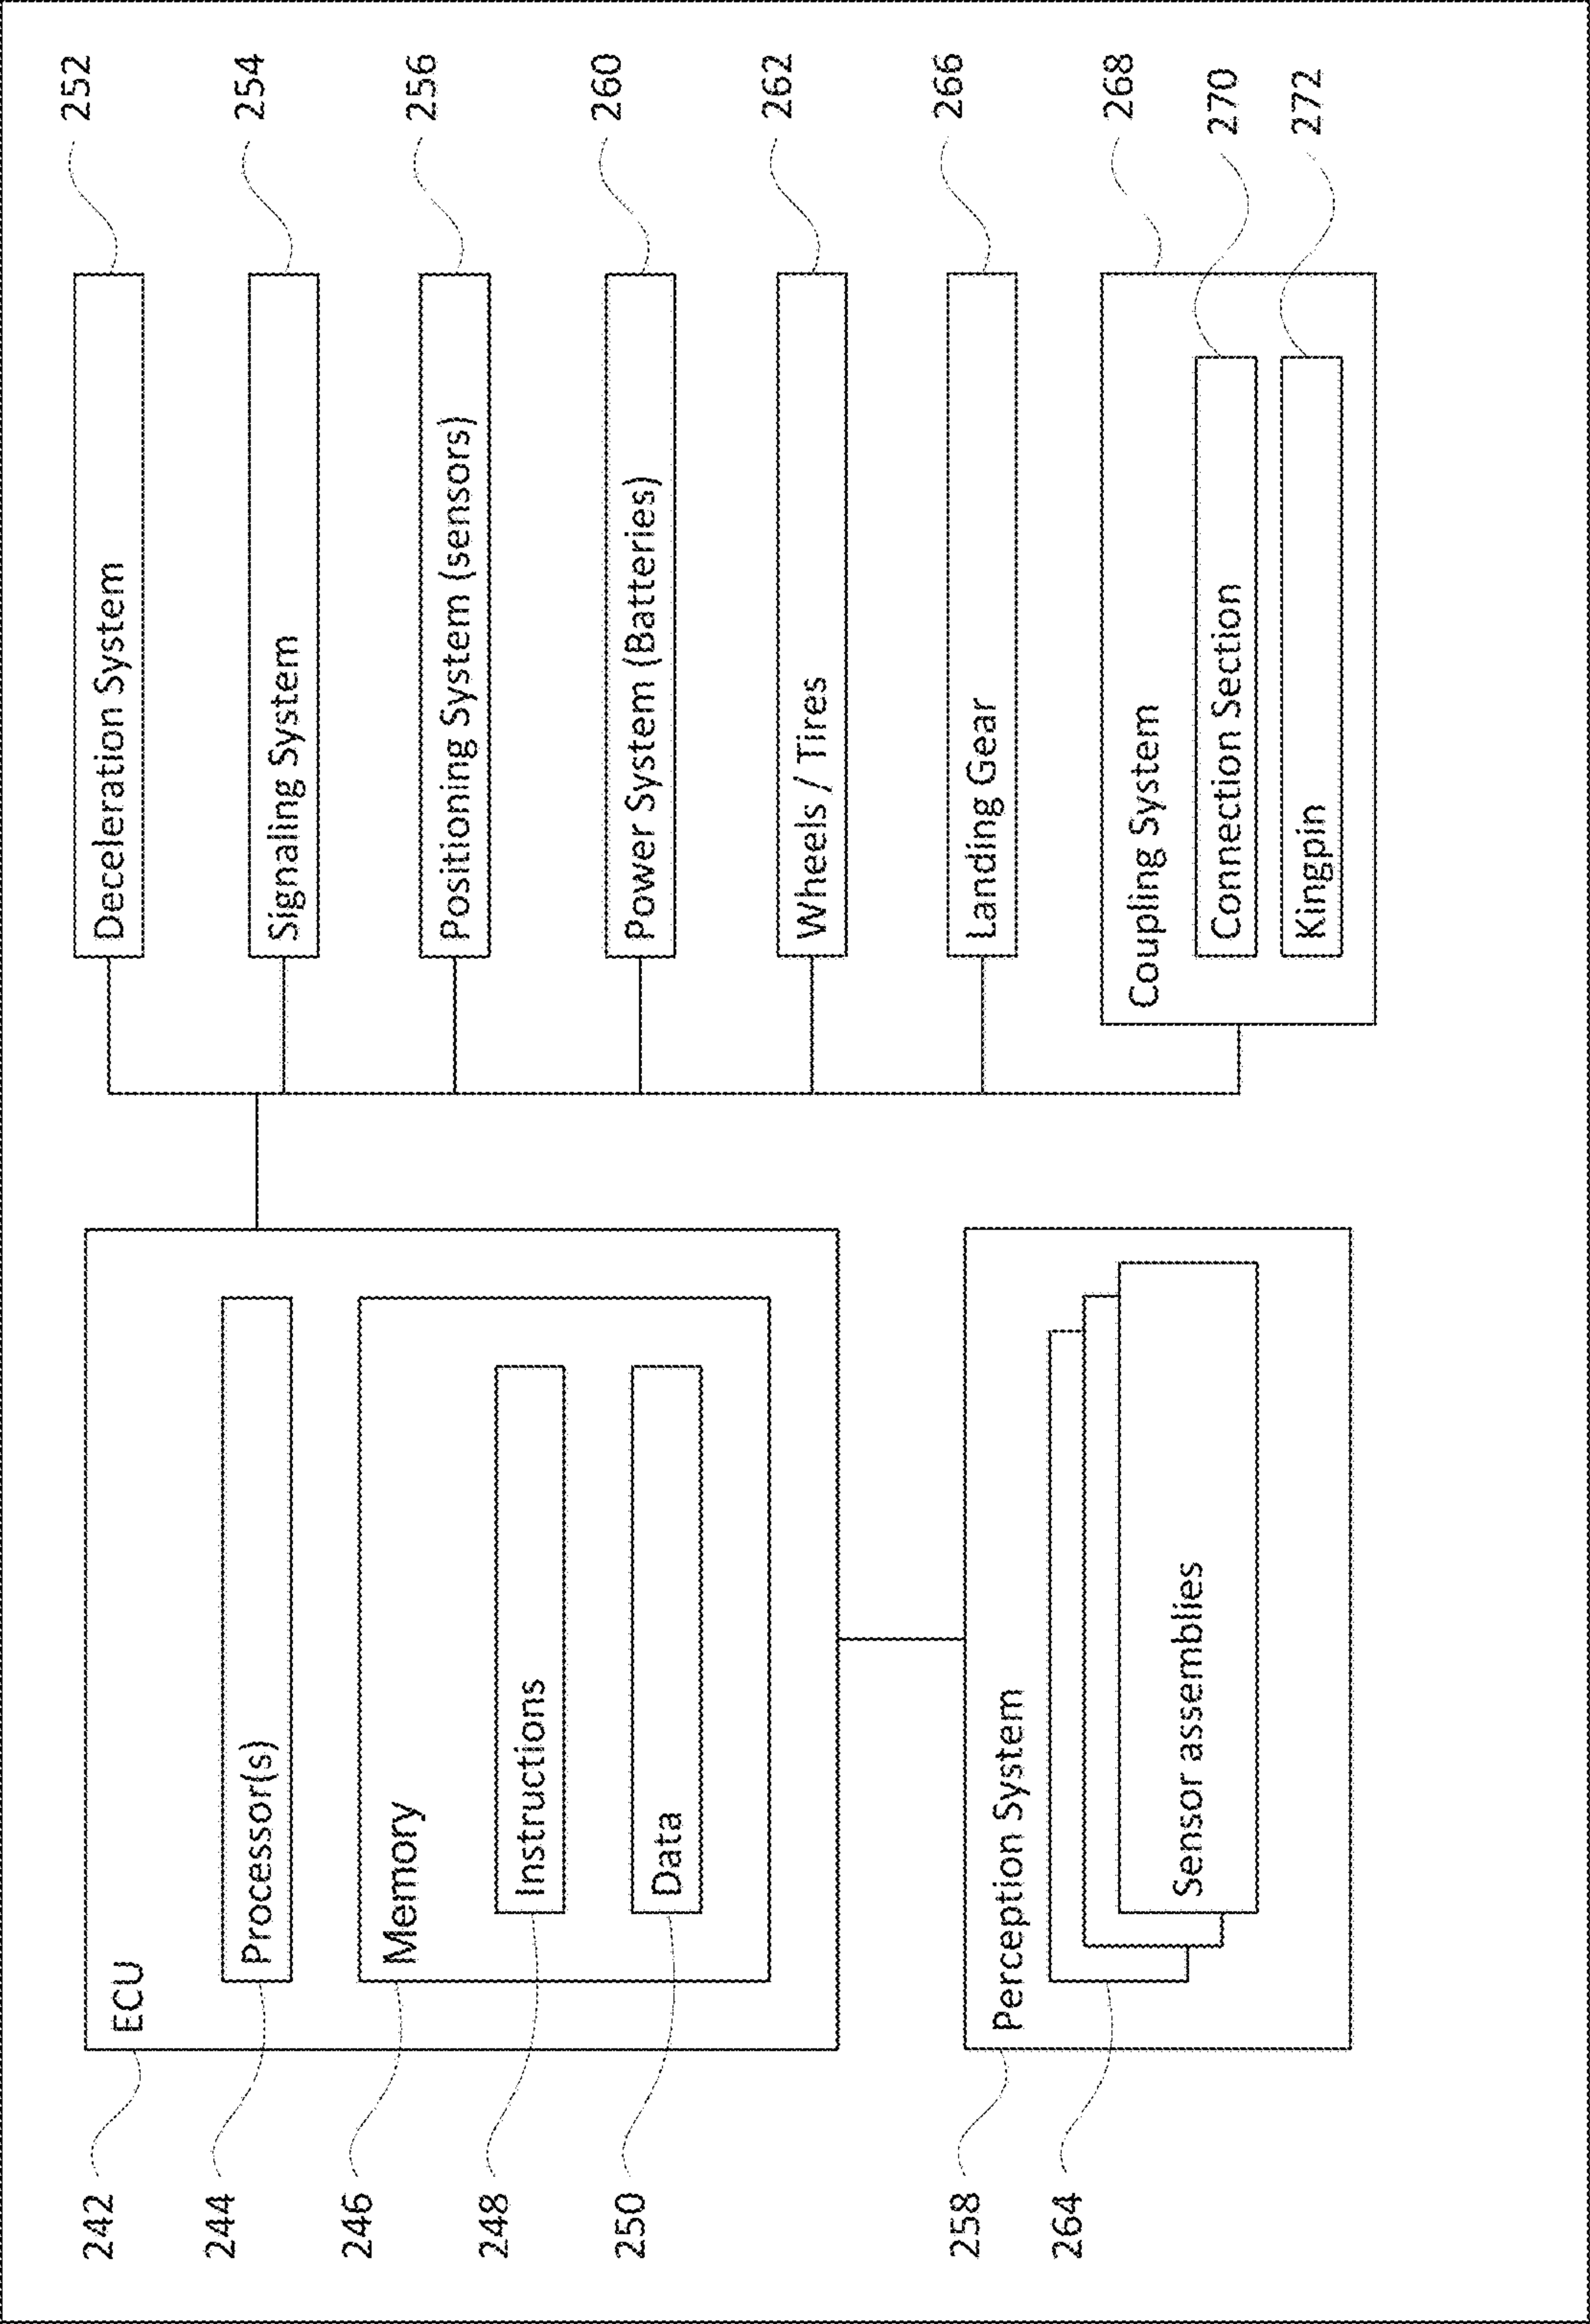 242
ECU
244
Processor(s)
246
Memory
248
Instructions
250
Data
258
Perception System
264
Sensor assemblies
Deceleration System
252
Signaling System
254
Positioning System (sensors)
256
Power System (Batteries)
260
Wheels / Tires
262
Landing Gear
266
Coupling System
268
Connection Section
270
Kingpin
272